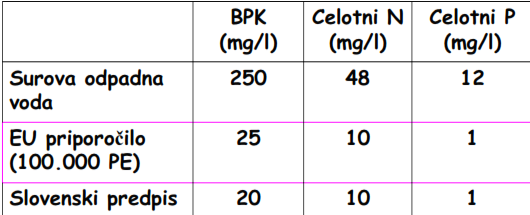 BPK (mg/l) Celotni N (mg/l) Celotni P (mg/l)
Surova odpadna voda 250 48 12
EU priporočilo (100.000 PE) 25 10 1
Slovenski predpis 20 10 1